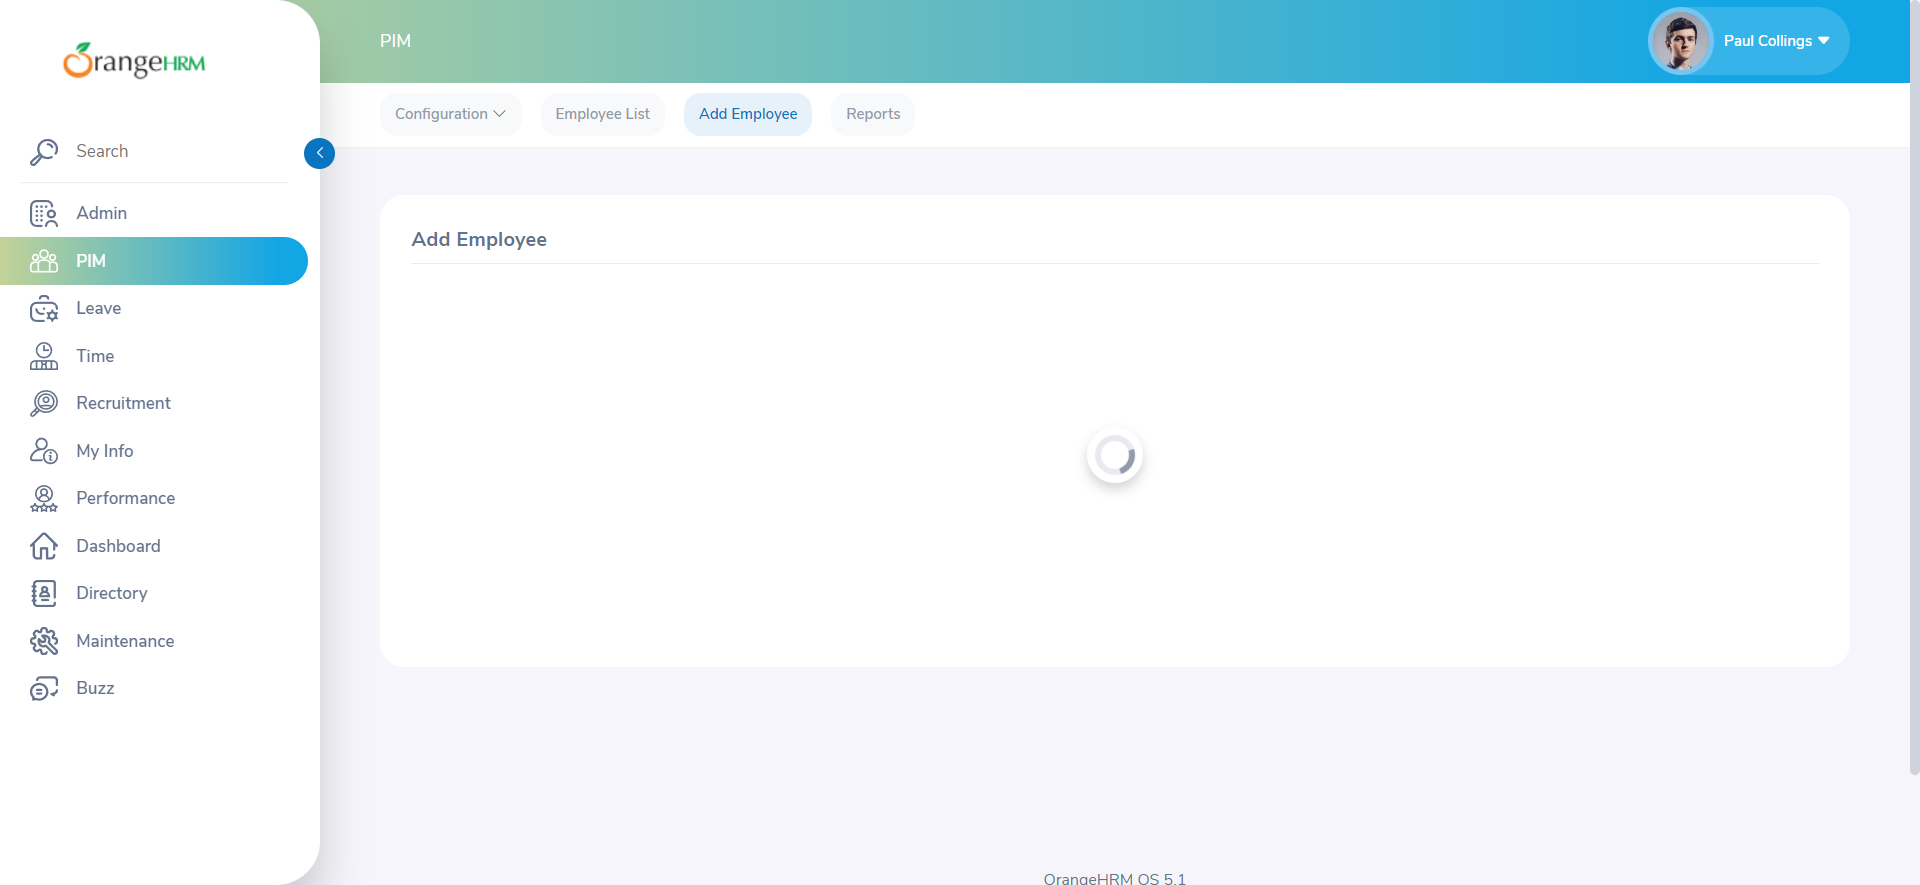 OrangeHRM
PIM
Paul Collings
Configuration
Employee List
Add Employee
Reports
Search
Admin
PIM
Leave
Time
Recruitment
My Info
Performance
Dashboard
Directory
Maintenance
Buzz
Add Employee
OrangeHRM OS 5.1